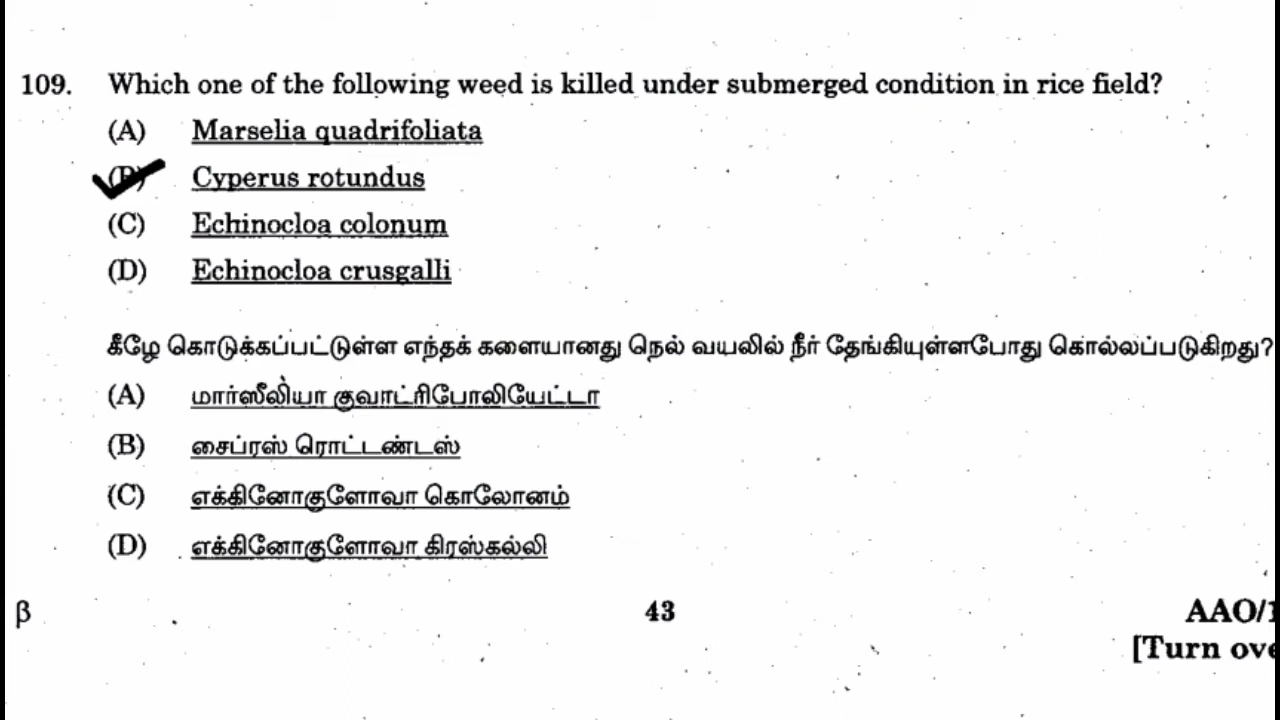 109. Which one of the following weed is killed under submerged condition in rice field?
(A) Marselia quadrifoliata
(B) Cyperus rotundus
(C) Echinocloa colonum
(D) Echinocloa crusgalli
கீழே கொடுக்கப்பட்டுள்ள எந்தக் களையானது நெல் வயலில் நீர் தேங்கியுள்ளபோது கொல்லப்படுகிறது?
(A) மார்ஸீலியா குவாட்ரிபோலியேட்டா
(B) சைப்ரஸ் ரொட்டண்டஸ்
(C) எக்கினோகுளோவா கொலோனம்
(D) எக்கினோகுளோவா கிரஸ்கல்லி
β 43 AAO/1
[Turn ove